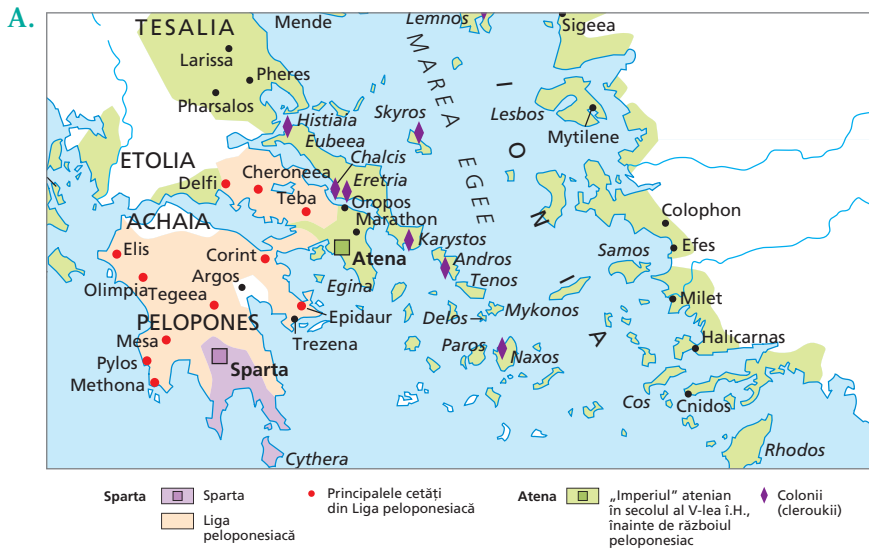 A.
TESALIA
Mende
Lemnos
Sigeea
Larissa
Pheres
Pharsalos
MAREA EGEE
IONIA
Histiaia
Skyros
Lesbos
Mytilene
Eubeea
ETOLIA
Chalcis
Cheroneea
Delfi
Eretria
Teba
Oropos
ACHAIA
Marathon
Colophon
Elis
Corint
Atena
Karystos
Samos
Efes
Argos
Andros
Olimpia
Tegeea
Egina
Tenos
Milet
PELOPONES
Epidaur
Delos
Mykonos
Mesa
Trezena
Paros
Naxos
Halicarnas
Pylos
Sparta
Methona
Cos
Cnidos
Cythera
Rhodos
Sparta
Sparta
Liga
peloponesiacă
Principalele cetăți
din Liga peloponesiacă
Atena
„Imperiul” atenian
în secolul al V-lea î.H.,
înainte de războiul
peloponesiac
Colonii
(cleroukii)